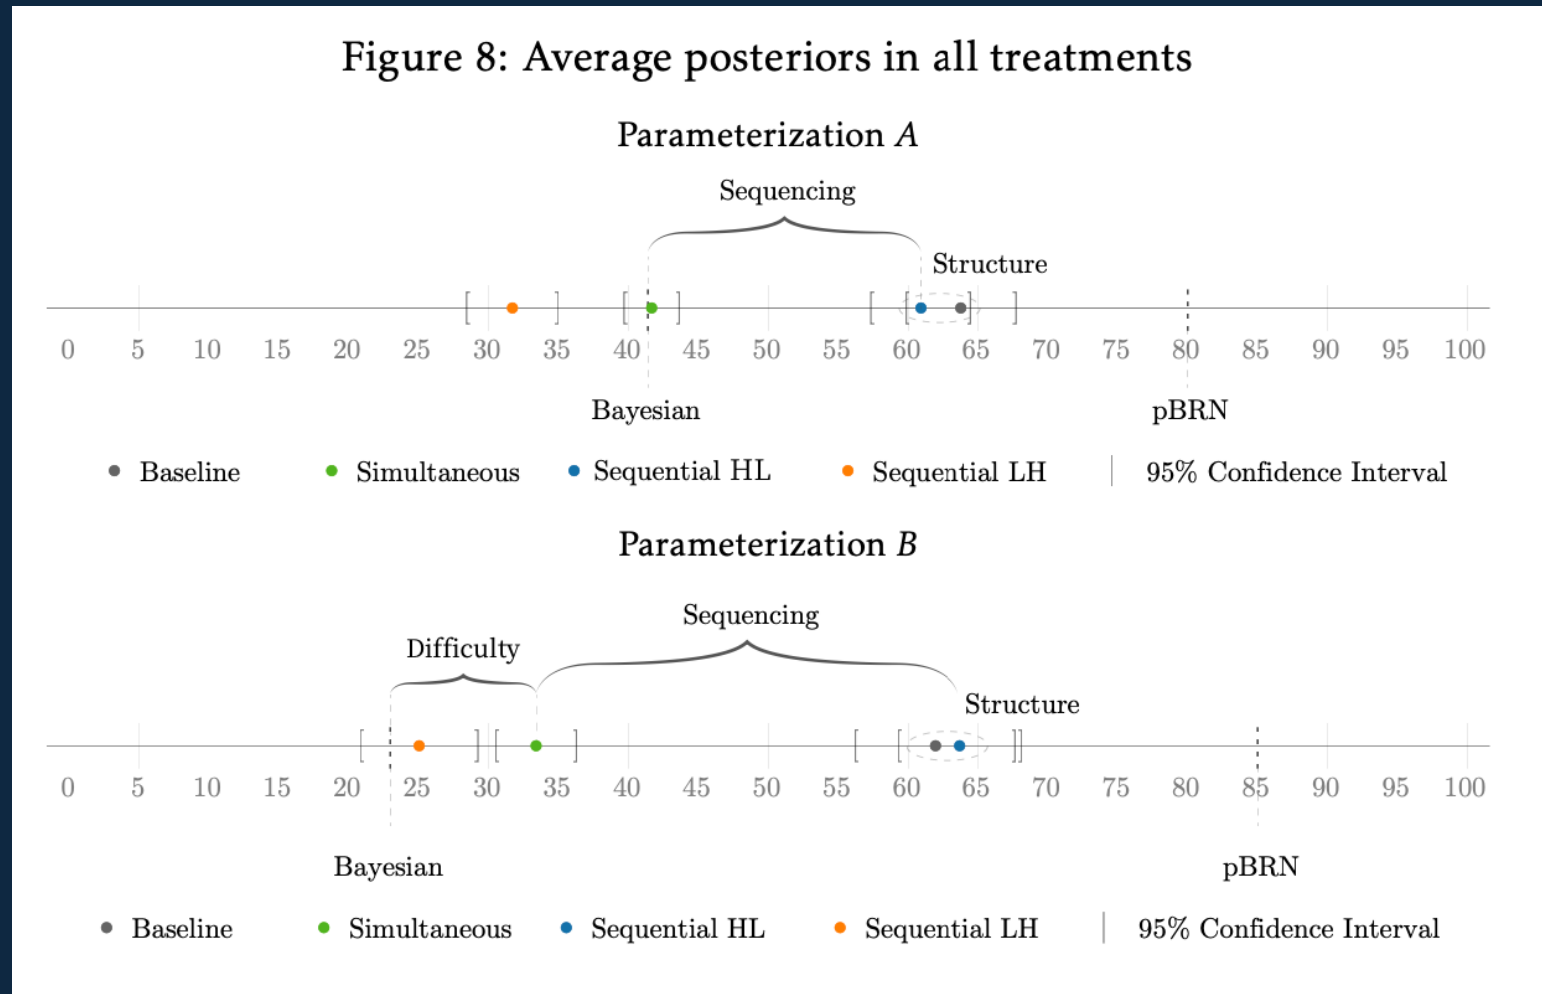 Figure 8: Average posteriors in all treatments
Parameterization A
Sequencing
Structure
0 5 10 15 20 25 30 35 40 45 50 55 60 65 70 75 80 85 90 95 100
Bayesian pBRN
Baseline Simultaneous Sequential HL Sequential LH 95% Confidence Interval
Parameterization B
Sequencing
Difficulty
Structure
0 5 10 15 20 25 30 35 40 45 50 55 60 65 70 75 80 85 90 95 100
Bayesian pBRN
Baseline Simultaneous Sequential HL Sequential LH 95% Confidence Interval